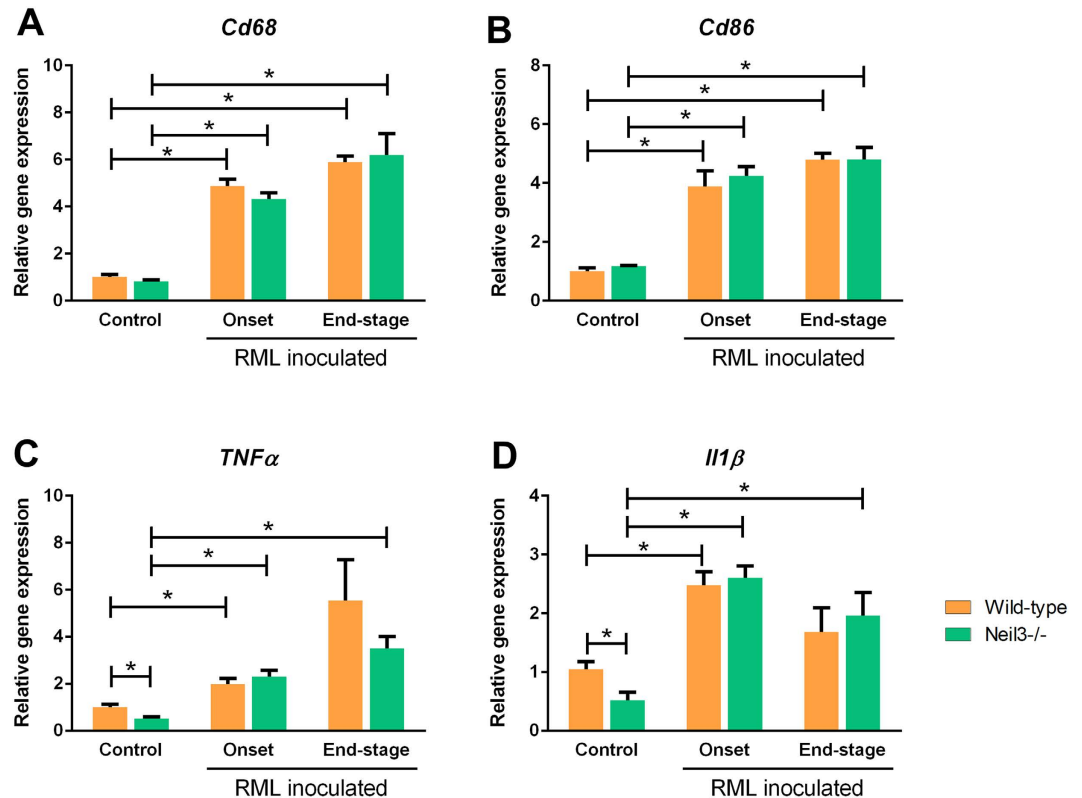 A
Cd68
Relative gene expression
10
8
6
4
2
0
*
*
*
*
Control
Onset
End-stage
RML inoculated
B
Cd86
Relative gene expression
8
6
4
2
0
*
*
*
*
Control
Onset
End-stage
RML inoculated
C
TNFα
Relative gene expression
10
8
6
4
2
0
*
*
*
*
Control
Onset
End-stage
RML inoculated
D
Il1β
Relative gene expression
4
3
2
1
0
*
*
*
*
Control
Onset
End-stage
RML inoculated
Wild-type
Neil3-/-